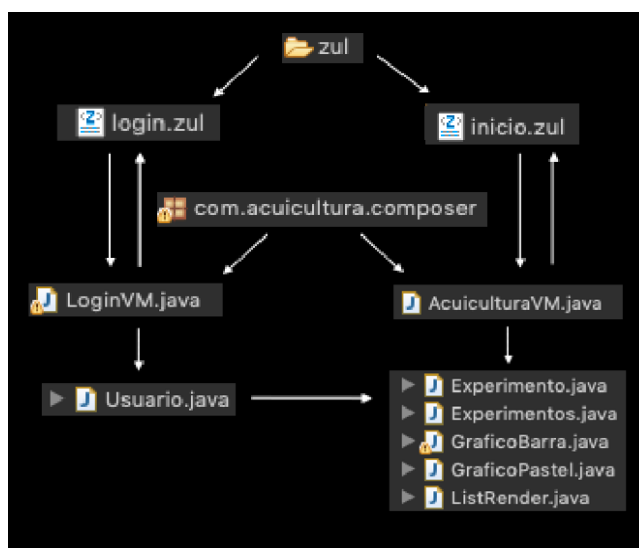 zul
login.zul
inicio.zul
com.acuicultura.composer
LoginVM.java
AcuiculturaVM.java
Usuario.java
Experimento.java
Experimentos.java
GraficoBarra.java
GraficoPastel.java
ListRender.java